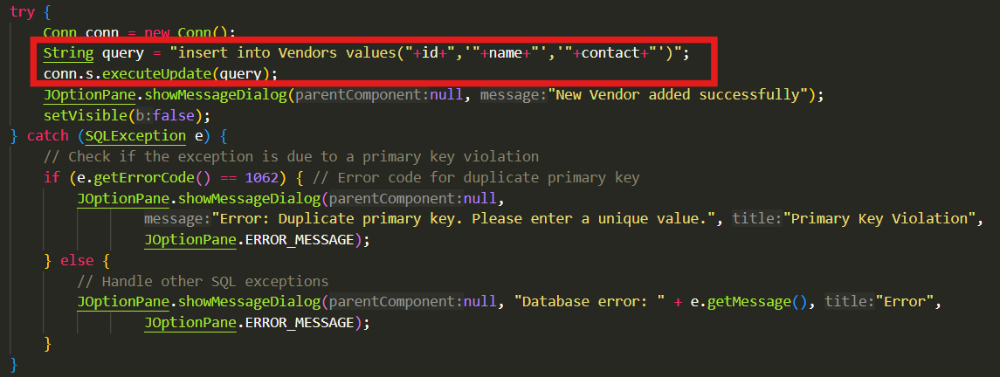 try {
Conn conn = new Conn();
String query = "insert into Vendors values("+id+",'"+name+"','"+contact+"')";
conn.s.executeUpdate(query);
JOptionPane.showMessageDialog(parentComponent:null, message:"New Vendor added successfully");
setVisible(b:false);
} catch (SQLException e) {
// Check if the exception is due to a primary key violation
if (e.getErrorCode() == 1062) { // Error code for duplicate primary key
JOptionPane.showMessageDialog(parentComponent:null,
message:"Error: Duplicate primary key. Please enter a unique value.", title:"Primary Key Violation",
JOptionPane.ERROR_MESSAGE);
} else {
// Handle other SQL exceptions
JOptionPane.showMessageDialog(parentComponent:null, "Database error: " + e.getMessage(), title:"Error",
JOptionPane.ERROR_MESSAGE);
}
}